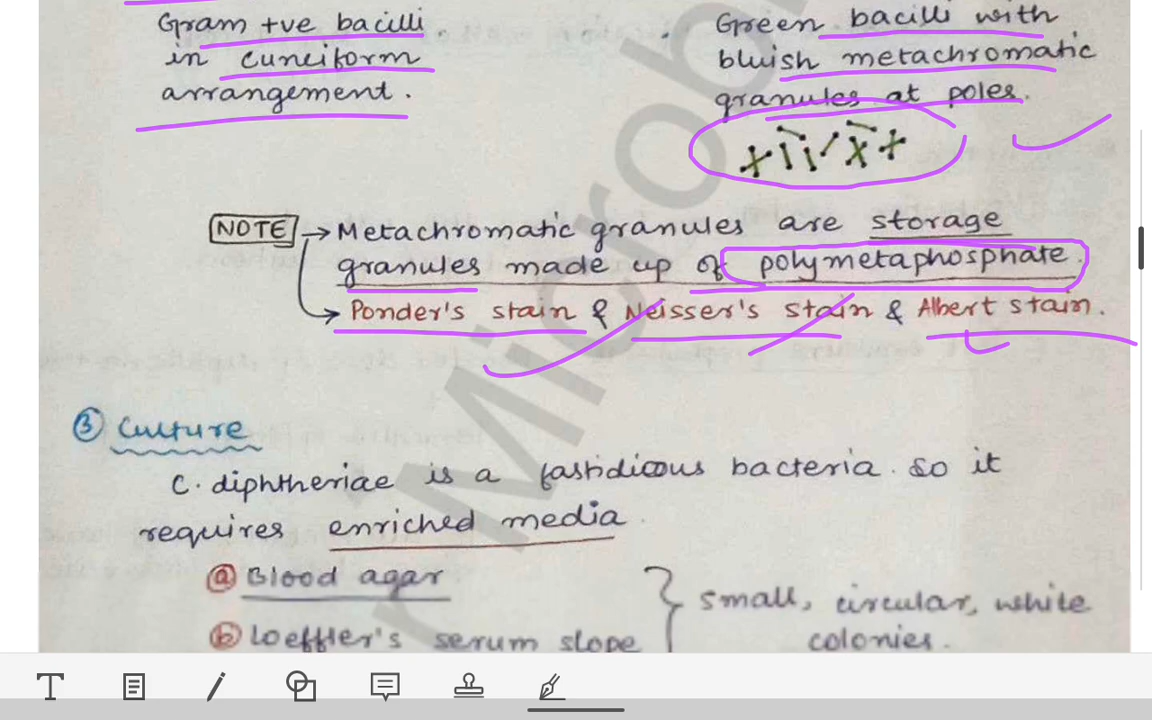 Gram +ve bacilli
in cuneiform
arrangement.
Green bacilli with
bluish metachromatic
granules at poles.
NOTE → Metachromatic granules are storage
granules made up of polymetaphosphate.
→ Ponder's stain & Neisser's stain & Albert stain.
③ Culture
C. diphtheriae is a fastidious bacteria. So it
requires enriched media
ⓐ Blood agar
ⓑ Loeffler's serum slope
} small, circular, white
colonies.
Microb
r Mic
T